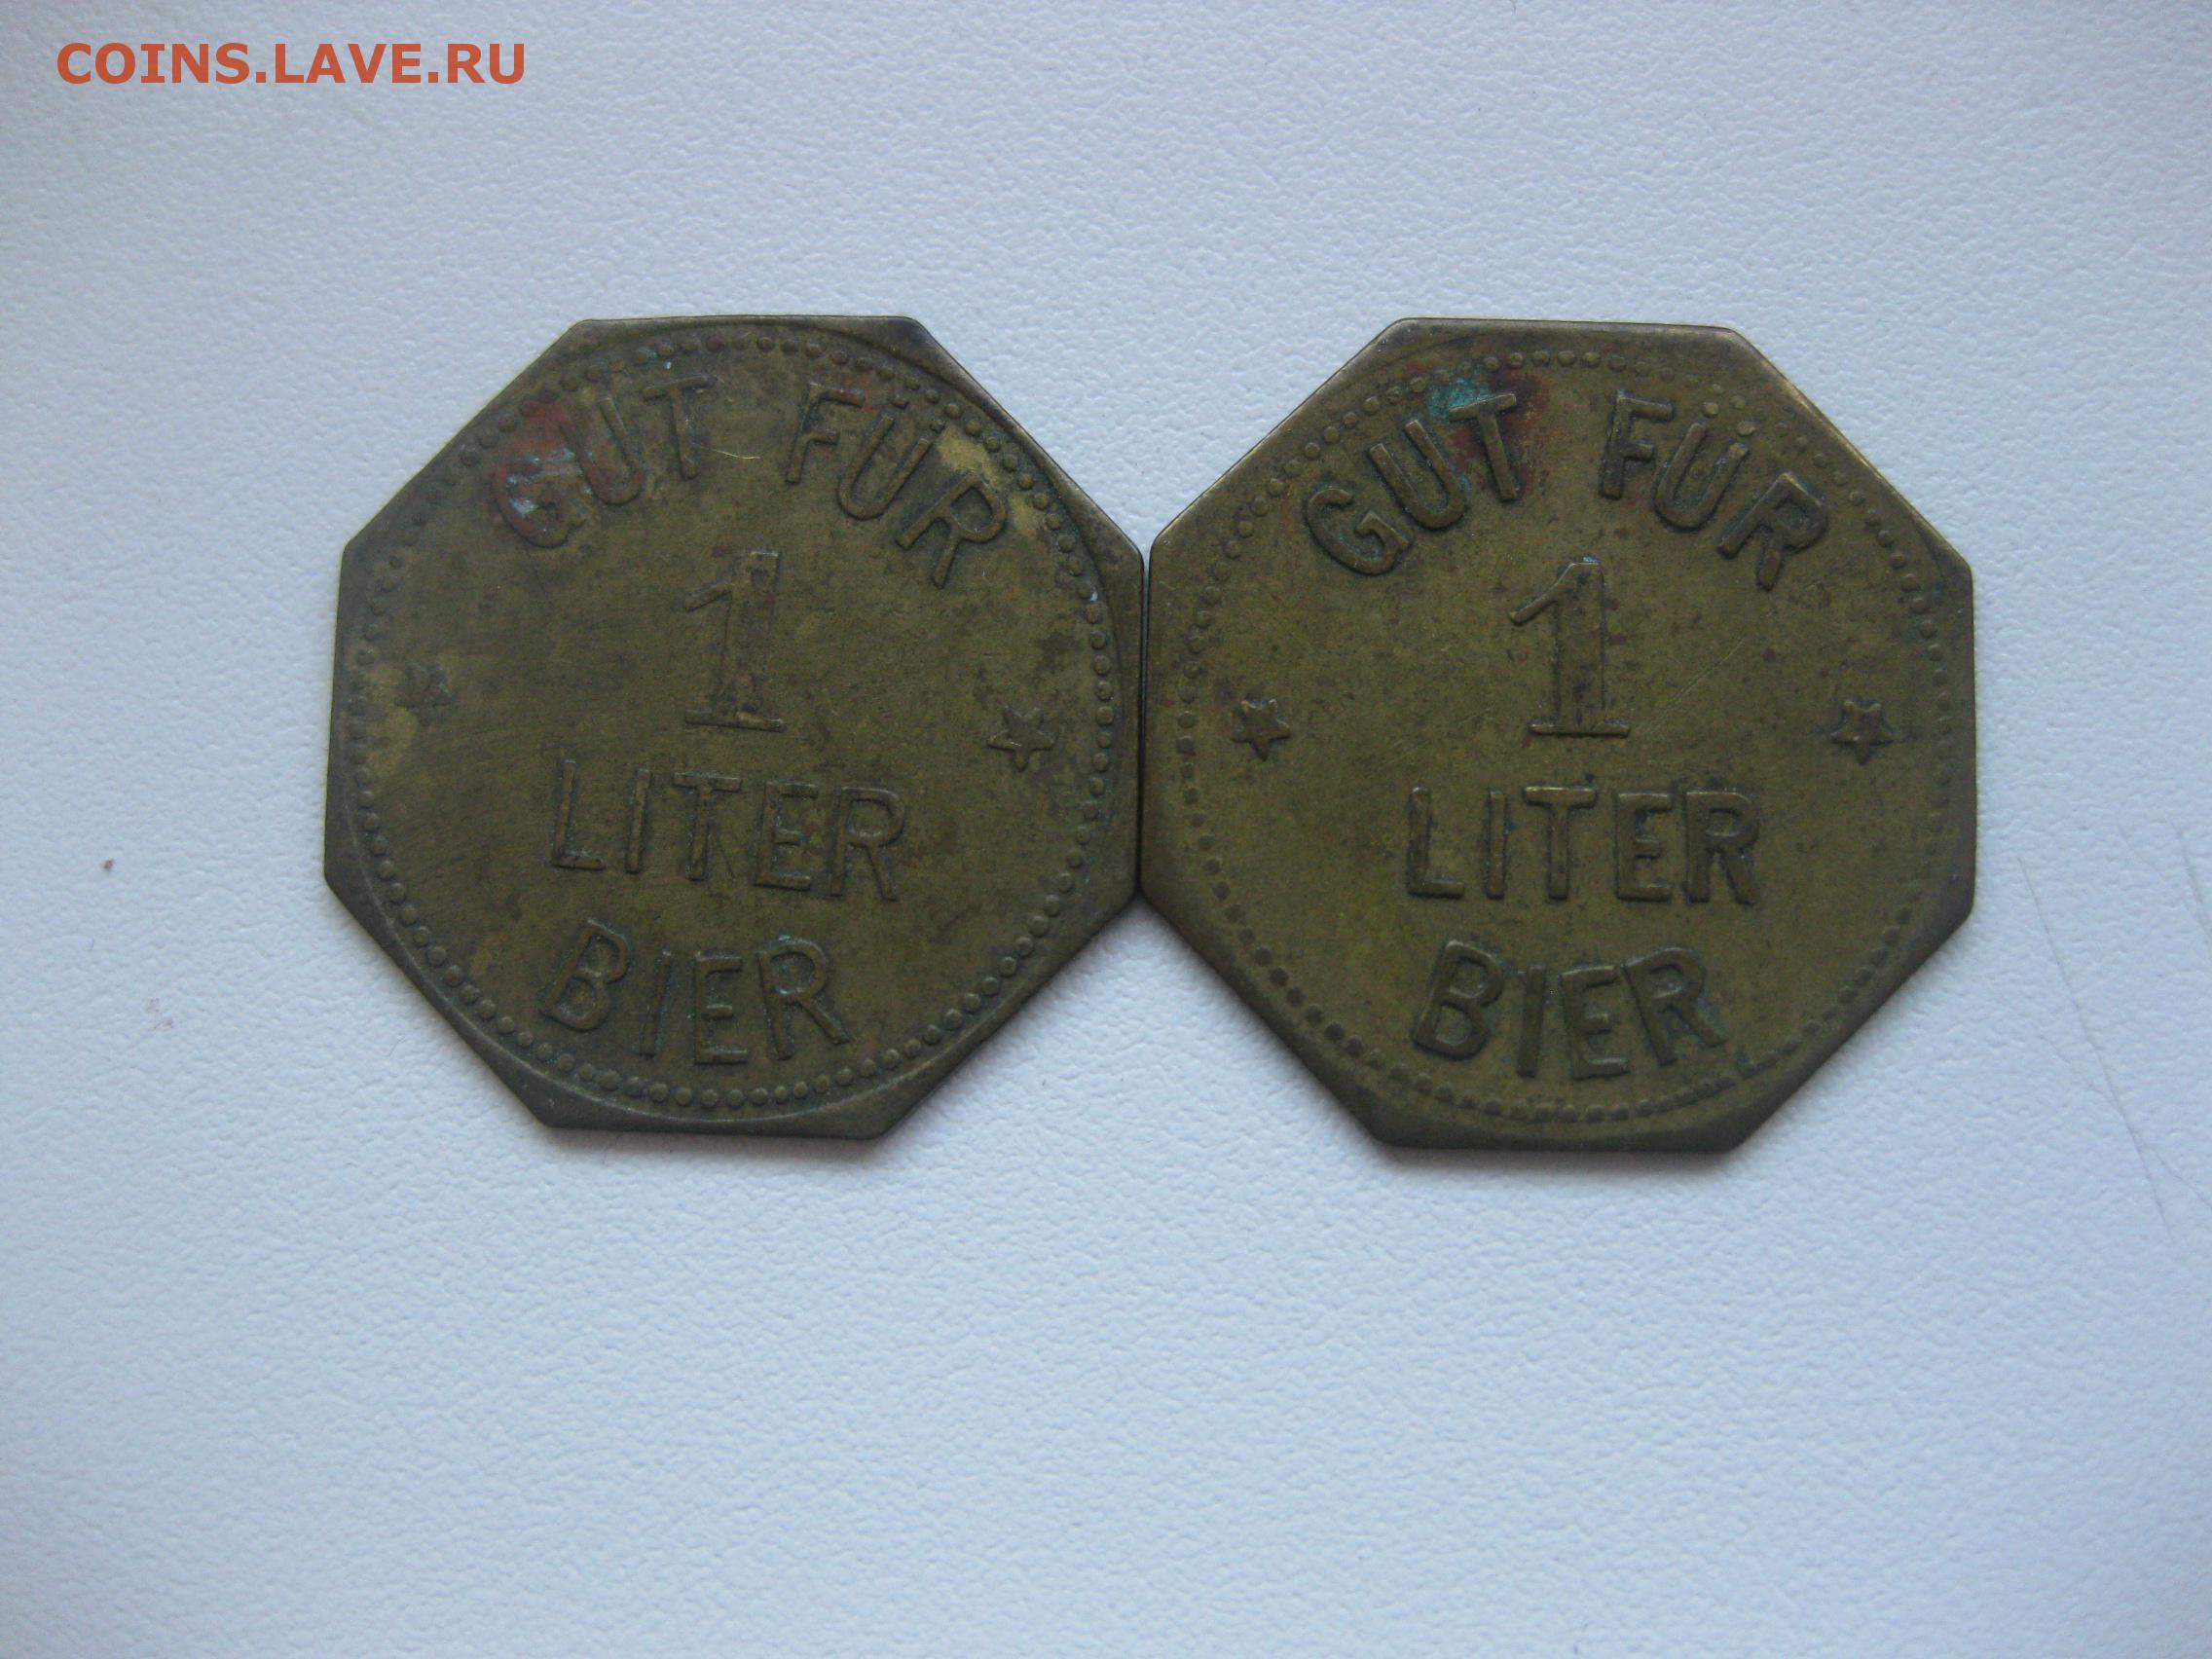 COINS.LAVE.RU
GUT FÜR
1
LITER
BIER
GUT FÜR
1
LITER
BIER